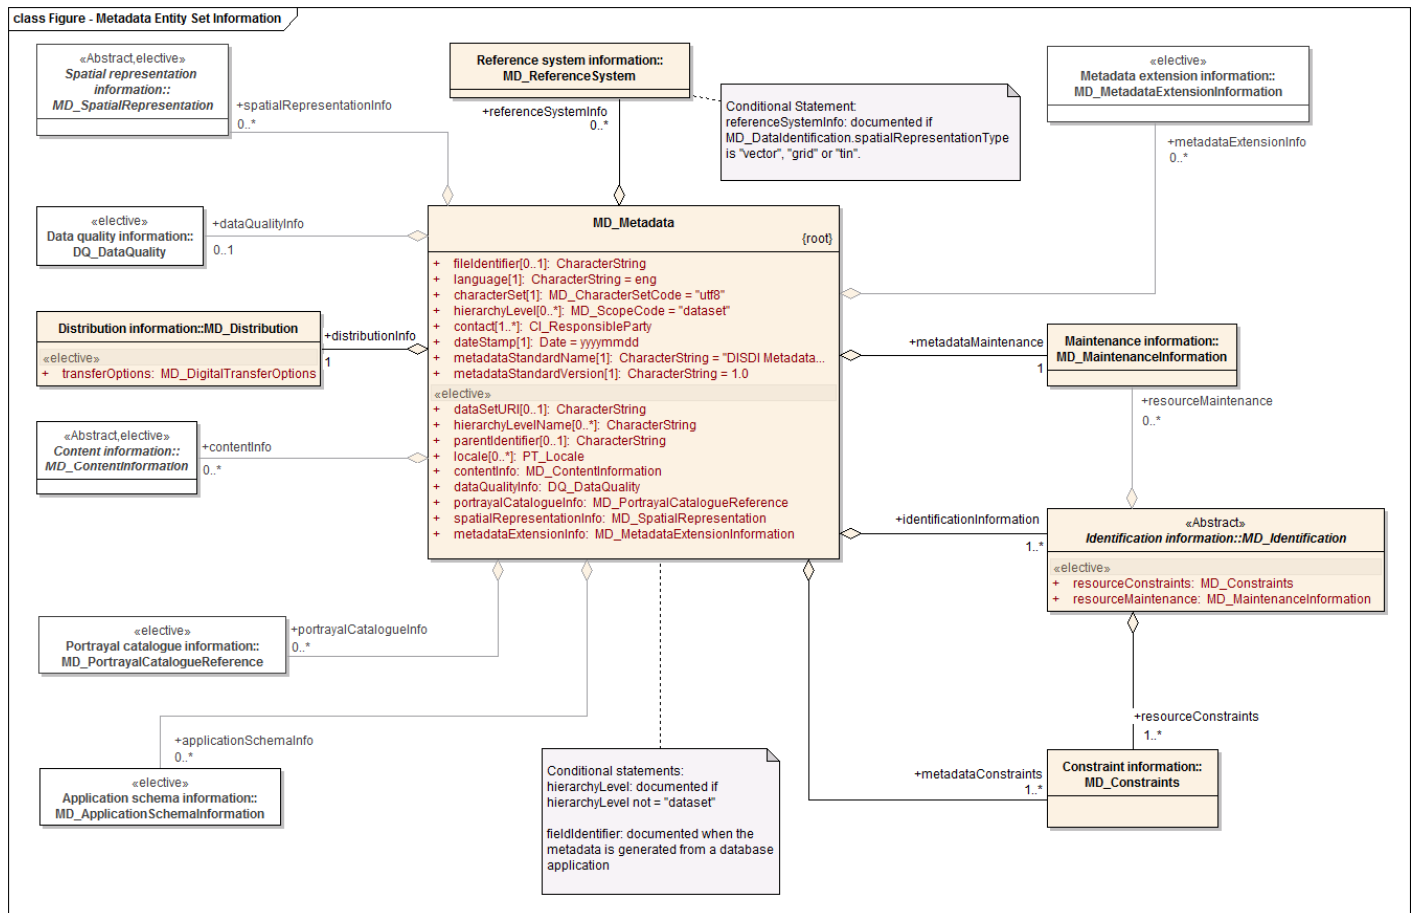 class Figure - Metadata Entity Set Information
«Abstract,elective»
Spatial representation
information::
MD_SpatialRepresentation
+spatialRepresentationInfo
0..*
Reference system information::
MD_ReferenceSystem
+referenceSystemInfo
0..*
Conditional Statement:
referenceSystemInfo: documented if
MD_DataIdentification.spatialRepresentationType
is "vector", "grid" or "tin".
«elective»
Metadata extension information::
MD_MetadataExtensionInformation
+metadataExtensionInfo
0..*
«elective»
Data quality information::
DQ_DataQuality
+dataQualityInfo
0..1
MD_Metadata
{root}
+ fileIdentifier[0..1]: CharacterString
+ language[1]: CharacterString = eng
+ characterSet[1]: MD_CharacterSetCode = "utf8"
+ hierarchyLevel[0..*]: MD_ScopeCode = "dataset"
+ contact[1..*]: CI_ResponsibleParty
+ dateStamp[1]: Date = yyyymmdd
+ metadataStandardName[1]: CharacterString = "DISDI Metadata...
+ metadataStandardVersion[1]: CharacterString = 1.0
«elective»
+ dataSetURI[0..1]: CharacterString
+ hierarchyLevelName[0..*]: CharacterString
+ parentIdentifier[0..1]: CharacterString
+ locale[0..*]: PT_Locale
+ contentInfo: MD_ContentInformation
+ dataQualityInfo: DQ_DataQuality
+ portrayalCatalogueInfo: MD_PortrayalCatalogueReference
+ spatialRepresentationInfo: MD_SpatialRepresentation
+ metadataExtensionInfo: MD_MetadataExtensionInformation
Distribution information::MD_Distribution
«elective»
+ transferOptions: MD_DigitalTransferOptions
+distributionInfo
1
+metadataMaintenance
1
Maintenance information::
MD_MaintenanceInformation
+resourceMaintenance
0..*
«Abstract,elective»
Content information::
MD_ContentInformation
+contentInfo
0..*
+identificationInformation
1..*
«Abstract»
Identification information::MD_Identification
«elective»
+ resourceConstraints: MD_Constraints
+ resourceMaintenance: MD_MaintenanceInformation
«elective»
Portrayal catalogue information::
MD_PortrayalCatalogueReference
+portrayalCatalogueInfo
0..*
+resourceConstraints
1..*
+applicationSchemaInfo
0..*
«elective»
Application schema information::
MD_ApplicationSchemaInformation
Conditional statements:
hierarchyLevel: documented if
hierarchyLevel not = "dataset"
fieldIdentifier: documented when the
metadata is generated from a database
application
+metadataConstraints
1..*
Constraint information::
MD_Constraints